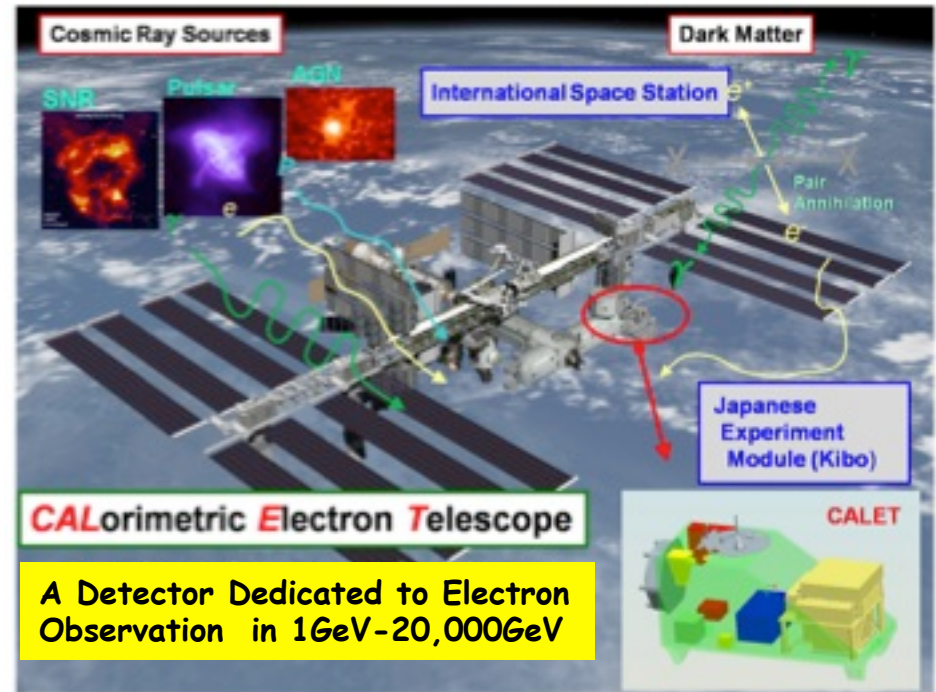 Cosmic Ray Sources
Dark Matter
SNR
Pulsar
AGN
International Space Station
e⁺
γ
P
e
γ
Pair
Annihilation
e
γ
Japanese
Experiment
Module (Kibo)
CALorimetric Electron Telescope
CALET
A Detector Dedicated to Electron
Observation in 1GeV-20,000GeV